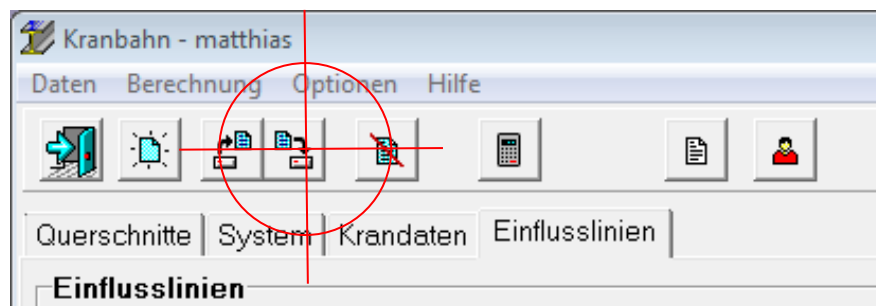 Kranbahn - matthias
Daten Berechnung Optionen Hilfe
Querschnitte System Krandaten Einflusslinien
Einflusslinien